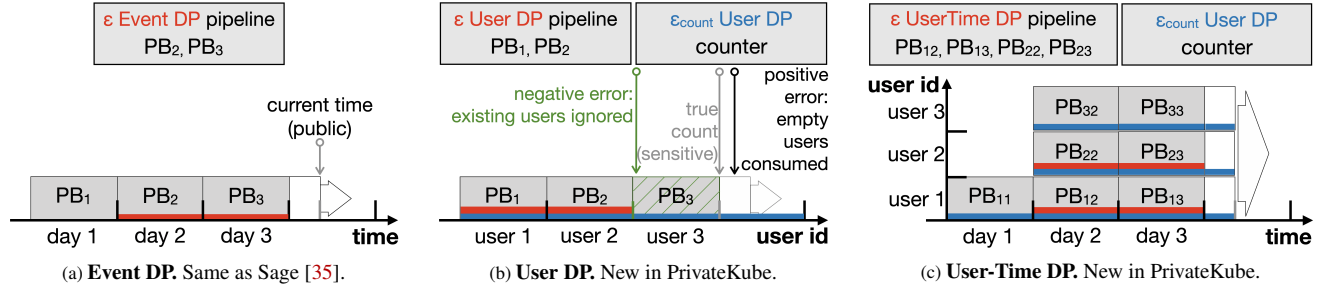 ε Event DP pipeline
PB₂, PB₃
current time
(public)
PB₁ PB₂ PB₃
day 1 day 2 day 3 time
(a) Event DP. Same as Sage [35].
ε User DP pipeline
PB₁, PB₂
εcount User DP
counter
negative error:
existing users ignored
true
count
(sensitive)
positive
error:
empty
users
consumed
PB₁ PB₂ PB₃
user 1 user 2 user 3 user id
(b) User DP. New in PrivateKube.
ε UserTime DP pipeline
PB₁₂, PB₁₃, PB₂₂, PB₂₃
εcount User DP
counter
user id
user 3 PB₃₂ PB₃₃
user 2 PB₂₂ PB₂₃
user 1 PB₁₁ PB₁₂ PB₁₃
day 1 day 2 day 3 time
(c) User-Time DP. New in PrivateKube.